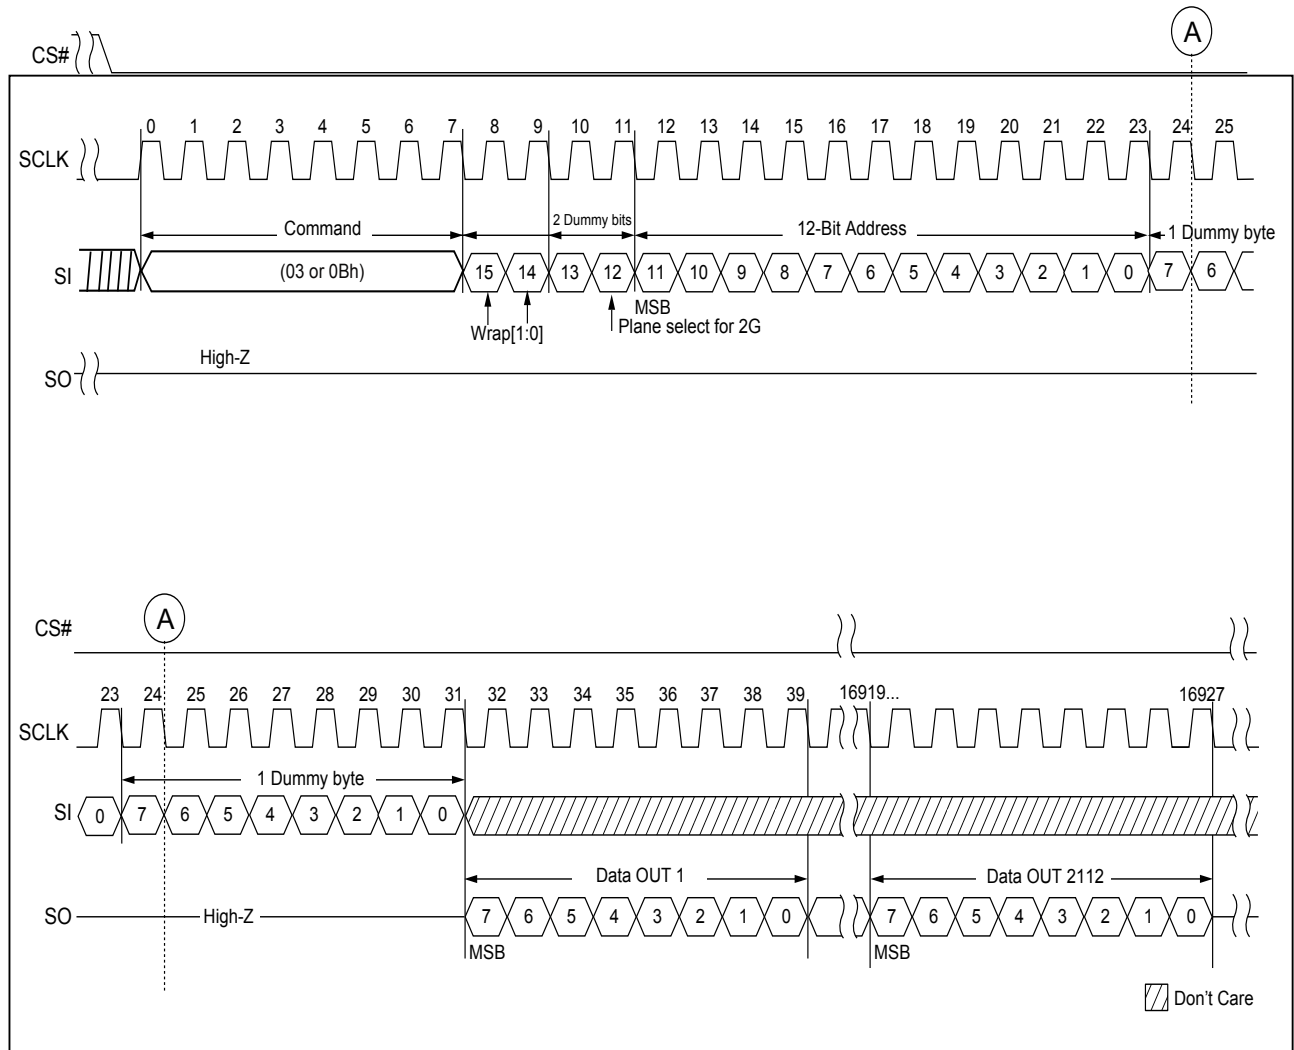 A
CS#
0 1 2 3 4 5 6 7 8 9 10 11 12 13 14 15 16 17 18 19 20 21 22 23 24 25
SCLK
Command 2 Dummy bits 12-Bit Address 1 Dummy byte
SI (03 or 0Bh) 15 14 13 12 11 10 9 8 7 6 5 4 3 2 1 0 7 6
MSB
Wrap[1:0] Plane select for 2G
High-Z
SO
A
CS#
23 24 25 26 27 28 29 30 31 32 33 34 35 36 37 38 39 16919... 16927
SCLK
1 Dummy byte
SI 0 7 6 5 4 3 2 1 0
Data OUT 1 Data OUT 2112
SO High-Z 7 6 5 4 3 2 1 0 7 6 5 4 3 2 1 0
MSB MSB
Don't Care